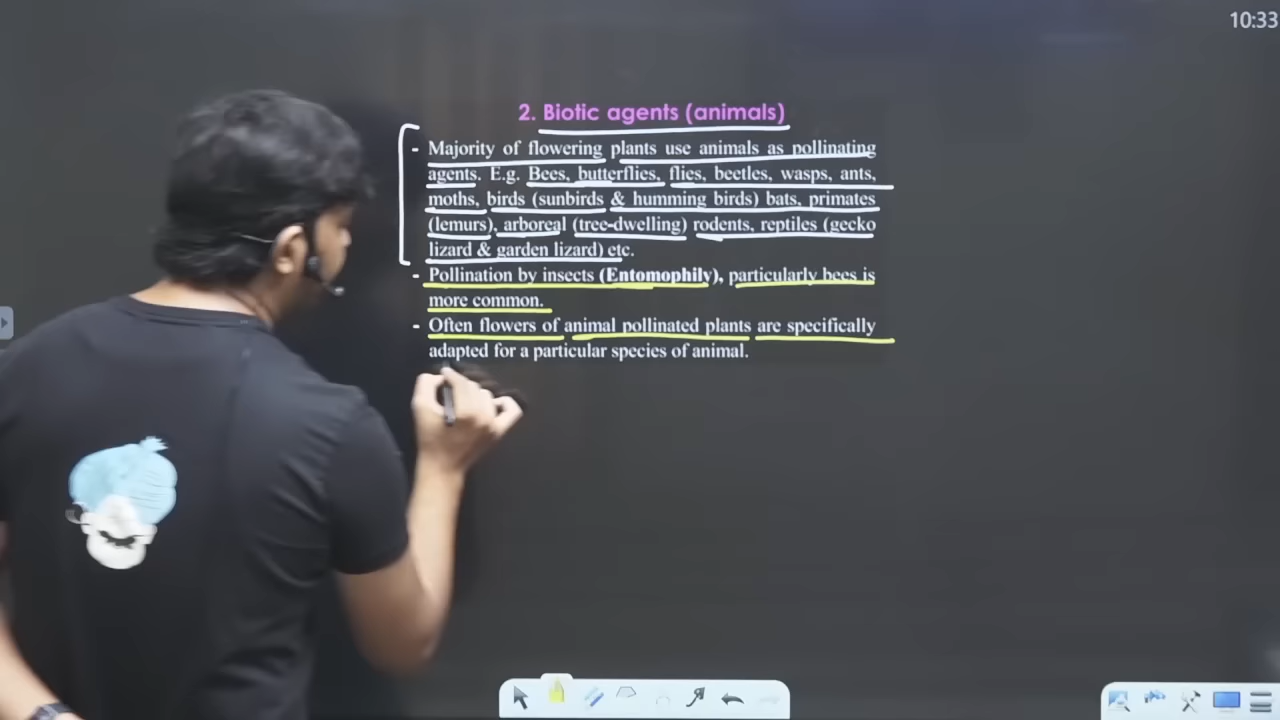 10:33
2. Biotic agents (animals)
- Majority of flowering plants use animals as pollinating
agents. E.g. Bees, butterflies, flies, beetles, wasps, ants,
moths, birds (sunbirds & humming birds) bats, primates
(lemurs), arboreal (tree-dwelling) rodents, reptiles (gecko
lizard & garden lizard) etc.
- Pollination by insects (Entomophily), particularly bees is
more common.
- Often flowers of animal pollinated plants are specifically
adapted for a particular species of animal.